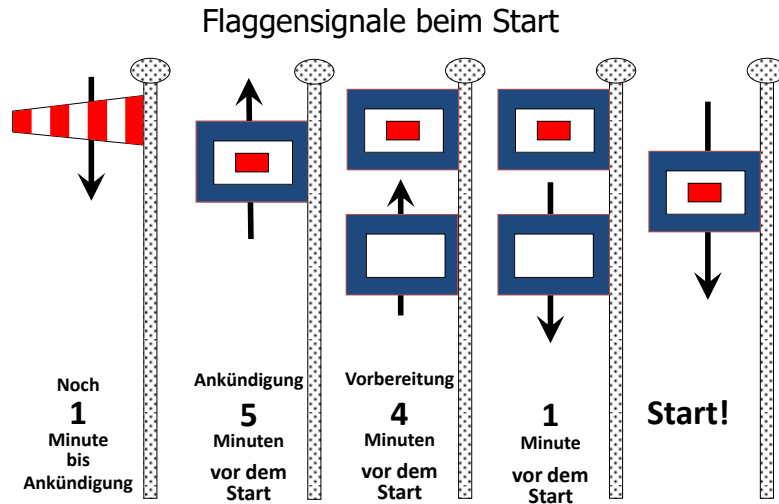 Flaggensignale beim Start
Noch
1
Minute
bis
Ankündigung
Ankündigung
5
Minuten
vor dem
Start
Vorbereitung
4
Minuten
vor dem
Start
1
Minute
vor dem
Start
Start!